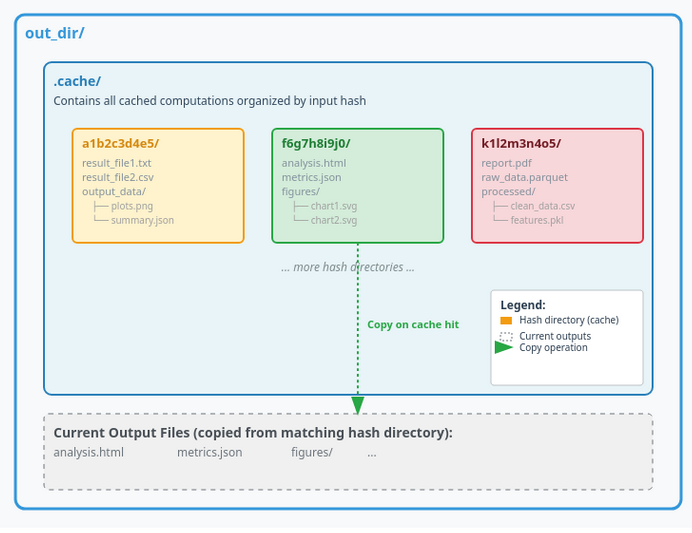 out_dir/
.cache/
Contains all cached computations organized by input hash
a1b2c3d4e5/
result_file1.txt
result_file2.csv
output_data/
├── plots.png
└── summary.json
f6g7h8i9j0/
analysis.html
metrics.json
figures/
├── chart1.svg
└── chart2.svg
k1l2m3n4o5/
report.pdf
raw_data.parquet
processed/
├── clean_data.csv
└── features.pkl
... more hash directories ...
Copy on cache hit
Legend:
Hash directory (cache)
Current outputs
Copy operation
Current Output Files (copied from matching hash directory):
analysis.html metrics.json figures/ ...